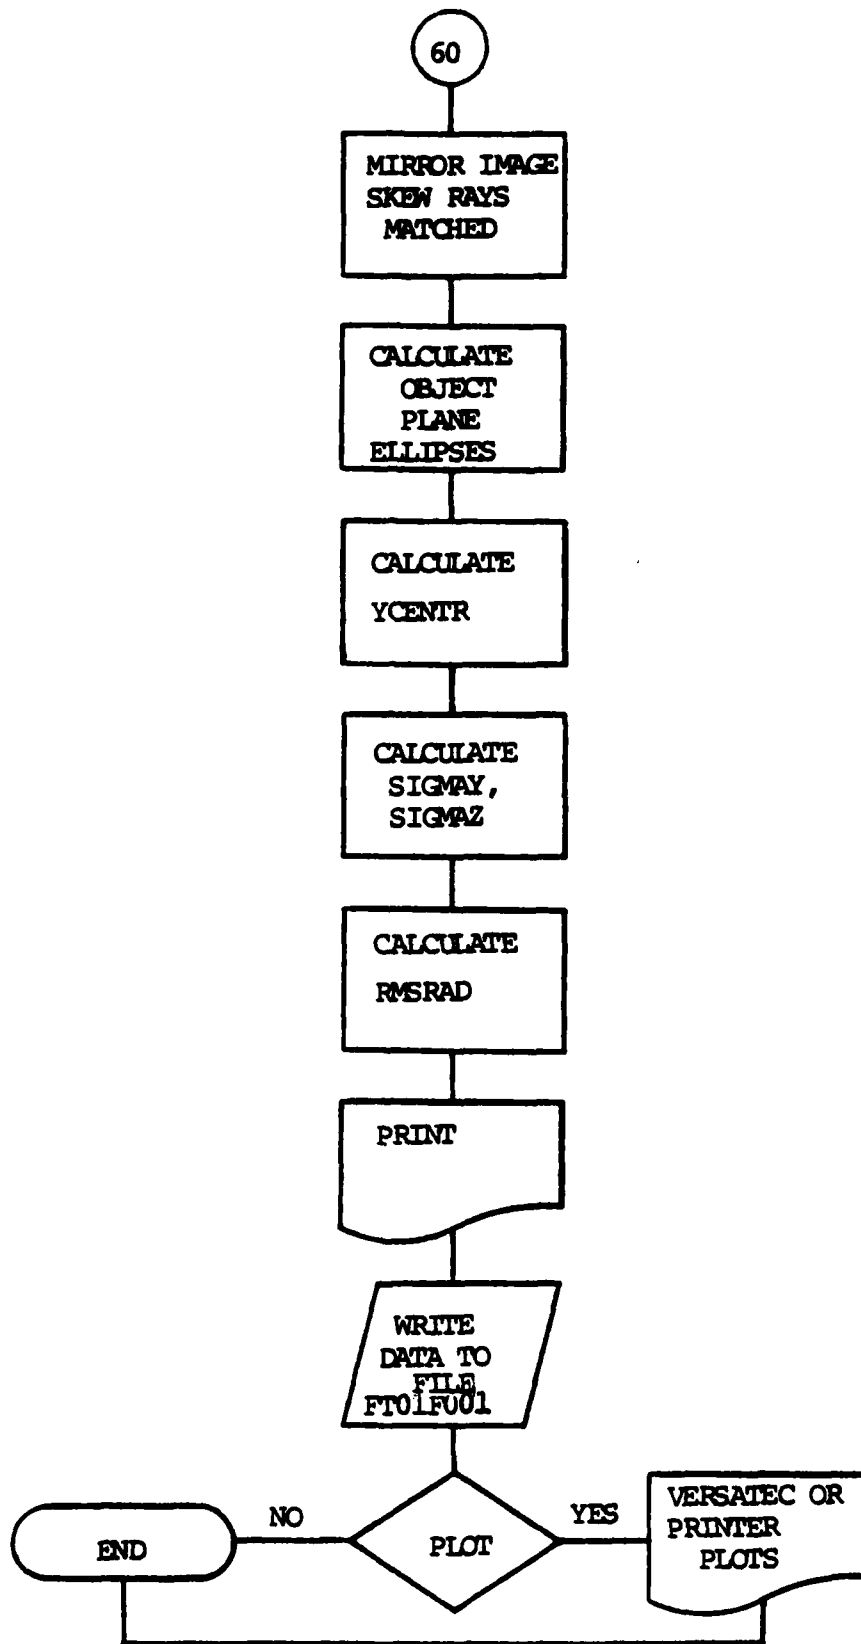 60
MIRROR IMAGE
SKEW RAYS
MATCHED
CALCULATE
OBJECT
PLANE
ELLIPSES
CALCULATE
YCENTR
CALCULATE
SIGMAY,
SIGMAZ
CALCULATE
RMSRAD
PRINT
WRITE
DATA TO
FILE
FT01F001
END
NO
PLOT
YES
VERSATEC OR
PRINTER
PLOTS